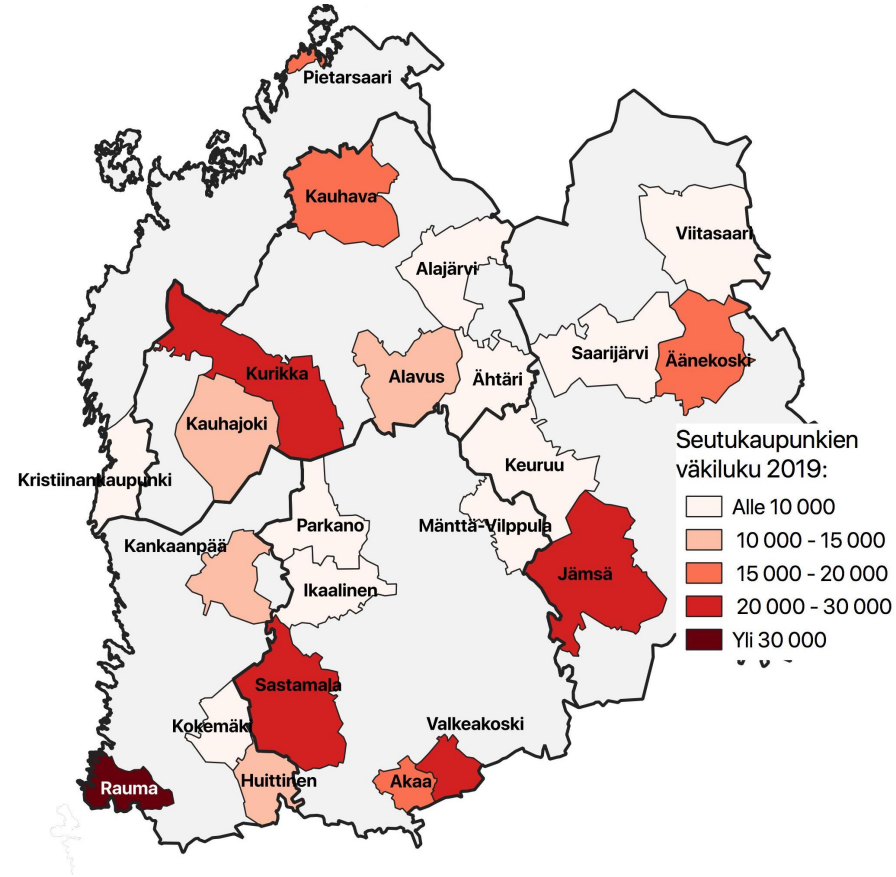 Pietarsaari
Kauhava
Viitasaari
Alajärvi
Saarijärvi
Äänekoski
Kurikka
Alavus
Ähtäri
Kauhajoki
Seutukaupunkien
väkiluku 2019:
Keuruu
Kristiinankaupunki
Alle 10 000
Parkano
Mänttä-Vilppula
10 000 - 15 000
Kankaanpää
15 000 - 20 000
Jämsä
Ikaalinen
20 000 - 30 000
Yli 30 000
Sastamala
Kokemäki
Valkeakoski
Huittinen
Akaa
Rauma